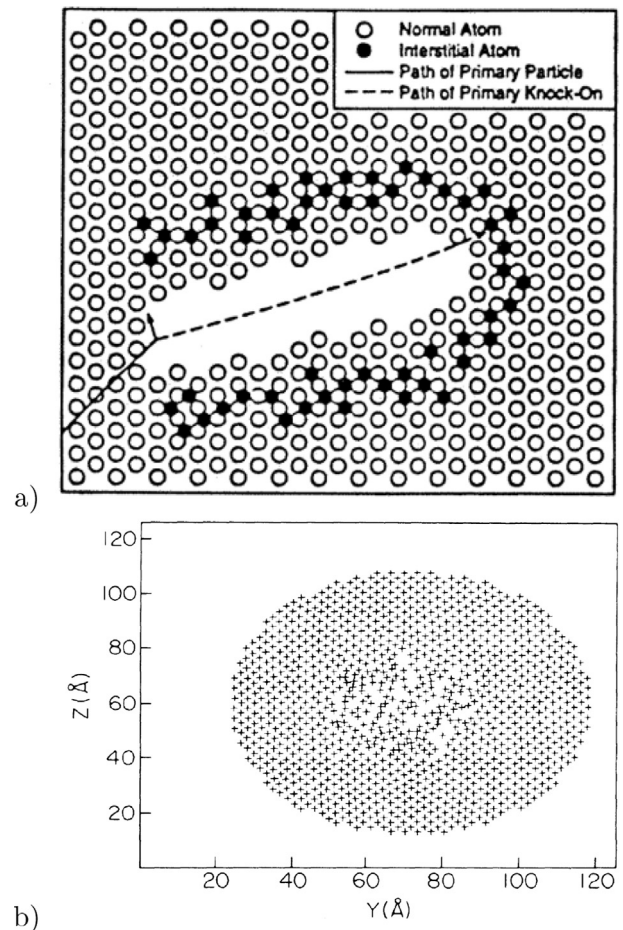 Normal Atom
Interstitial Atom
Path of Primary Particle
Path of Primary Knock-On
a)
120
100
80
60
40
20
Z(Å)
20 40 60 80 100 120
Y(Å)
b)